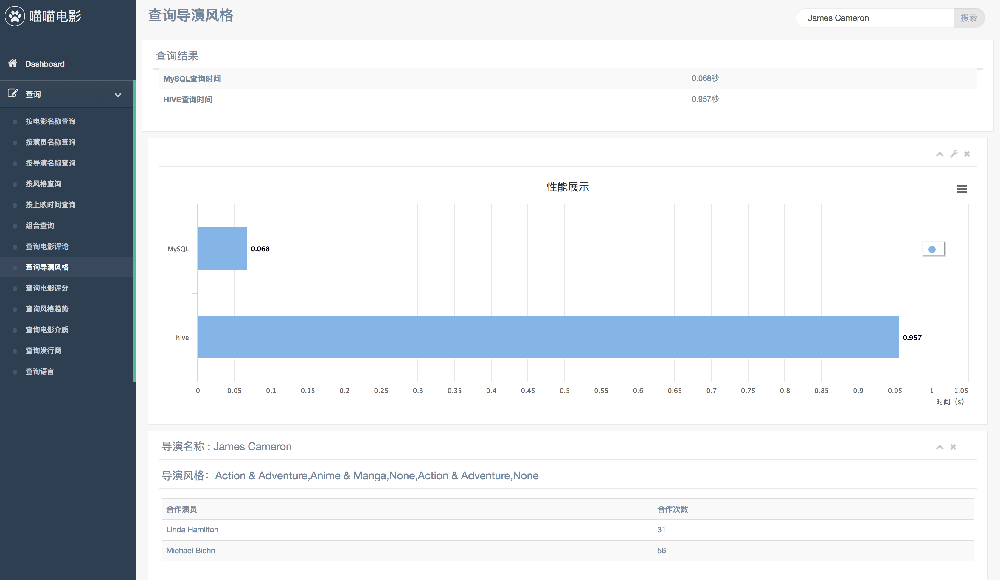 喵喵电影
Dashboard
查询
按电影名称查询
按演员名称查询
按导演名称查询
按风格查询
按上映时间查询
组合查询
查询电影评论
查询导演风格
查询电影评分
查询风格趋势
查询电影介质
查询发行商
查询语言
查询导演风格
James Cameron 搜索
查询结果
MySQL查询时间 0.068秒
HIVE查询时间 0.957秒
性能展示
MySQL 0.068
hive 0.957
0 0.05 0.1 0.15 0.2 0.25 0.3 0.35 0.4 0.45 0.5 0.55 0.6 0.65 0.7 0.75 0.8 0.85 0.9 0.95 1 1.05
时间（s）
导演名称 : James Cameron
导演风格：Action & Adventure,Anime & Manga,None,Action & Adventure,None
合作演员 合作次数
Linda Hamilton 31
Michael Biehn 56